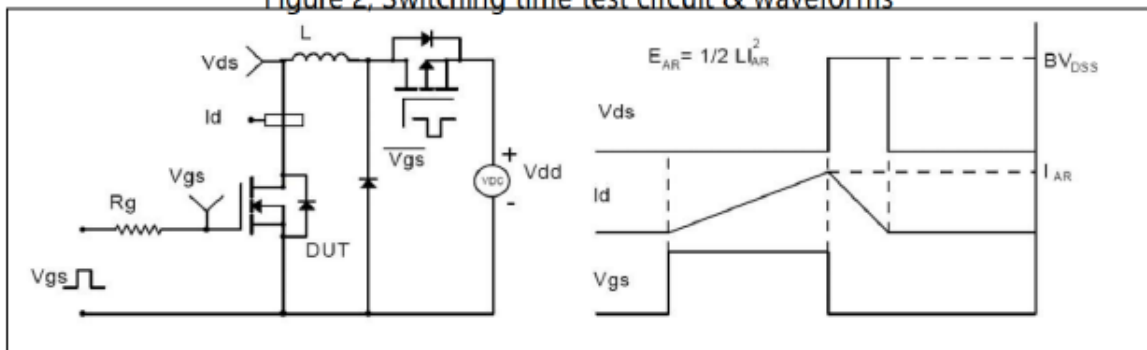 Figure 2, Switching time test circuit & waveforms
L
Vds
Id
Vgs
Rg
Vgs
DUT
Vgs
+
VDC
Vdd
-
E_AR= 1/2 LI_AR^2
BV_DSS
Vds
I_AR
Id
Vgs